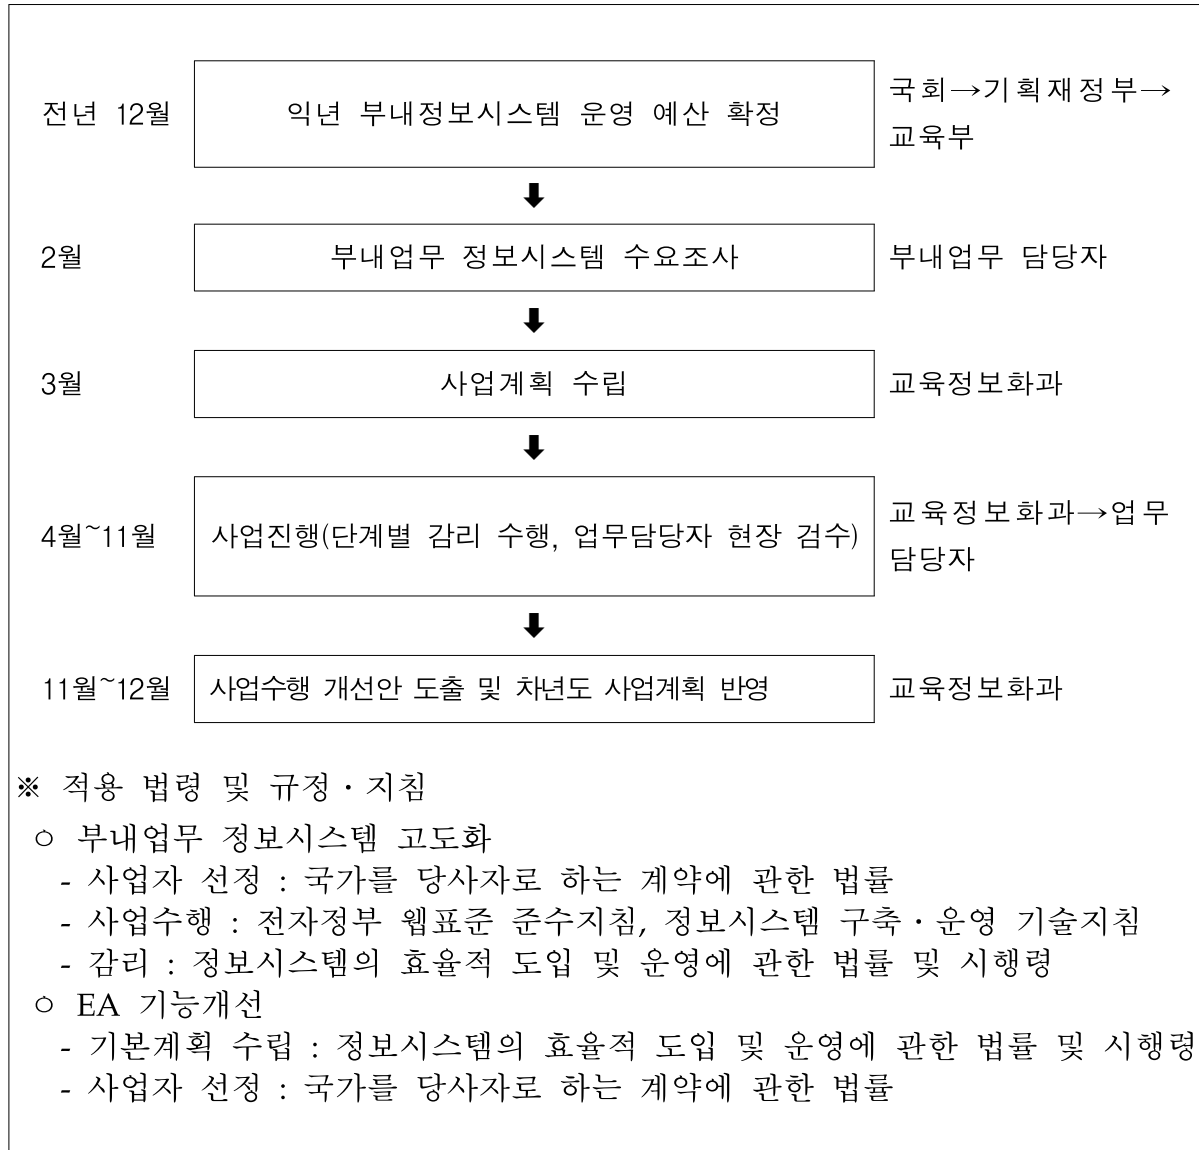 전년 12월
익년 부내정보시스템 운영 예산 확정
국회→기획재정부→
교육부
2월
부내업무 정보시스템 수요조사
부내업무 담당자
3월
사업계획 수립
교육정보화과
4월~11월
사업진행(단계별 감리 수행, 업무담당자 현장 검수)
교육정보화과→업무
담당자
11월~12월
사업수행 개선안 도출 및 차년도 사업계획 반영
교육정보화과
※ 적용 법령 및 규정·지침
ㅇ 부내업무 정보시스템 고도화
- 사업자 선정 : 국가를 당사자로 하는 계약에 관한 법률
- 사업수행 : 전자정부 웹표준 준수지침, 정보시스템 구축·운영 기술지침
- 감리 : 정보시스템의 효율적 도입 및 운영에 관한 법률 및 시행령
ㅇ EA 기능개선
- 기본계획 수립 : 정보시스템의 효율적 도입 및 운영에 관한 법률 및 시행령
- 사업자 선정 : 국가를 당사자로 하는 계약에 관한 법률